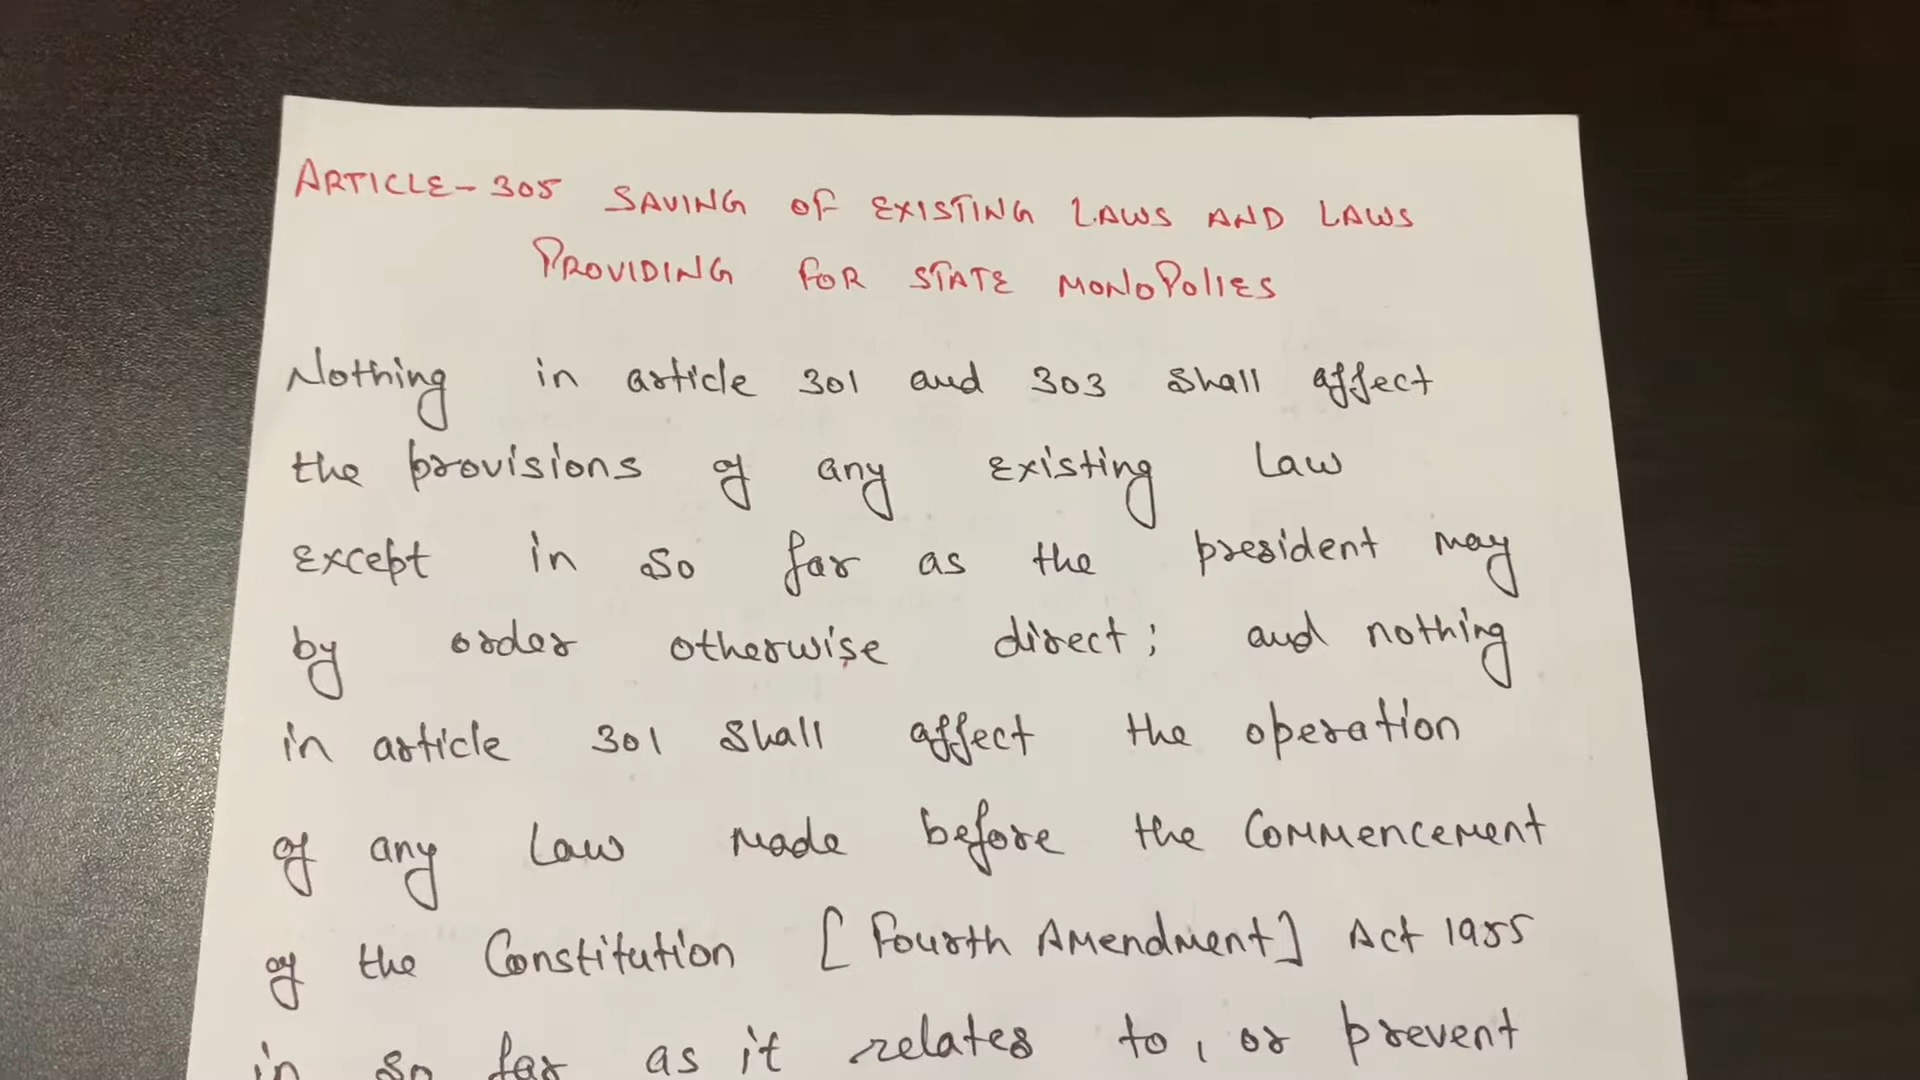 ARTICLE-305 SAVING OF EXISTING LAWS AND LAWS
PROVIDING FOR STATE MONOPOLIES
Nothing in article 301 and 303 shall affect
the provisions of any existing law
except in so far as the president may
by order otherwise direct; and nothing
in article 301 shall affect the operation
of any law made before the commencement
of the Constitution [Fourth Amendment] Act 1955
in so far as it relates to, or prevent